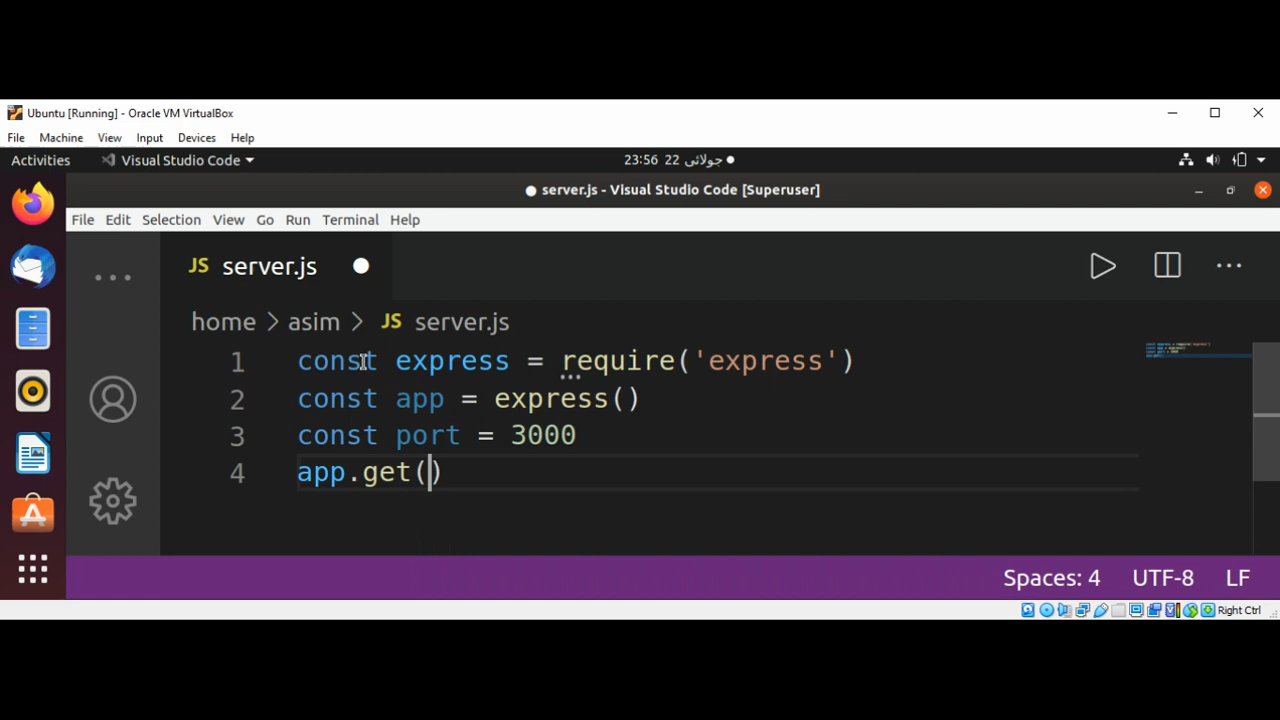 Ubuntu [Running] - Oracle VM VirtualBox
File Machine View Input Devices Help
Activities Visual Studio Code 23:56 22 جولائی
server.js - Visual Studio Code [Superuser]
File Edit Selection View Go Run Terminal Help
JS server.js
home > asim > JS server.js
1 const express = require('express')
2 const app = express()
3 const port = 3000
4 app.get()
Spaces: 4 UTF-8 LF
Right Ctrl